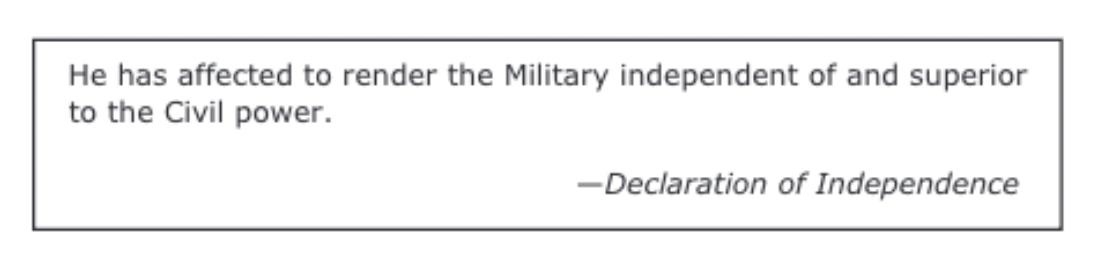 He has affected to render the Military independent of and superior
to the Civil power.
—Declaration of Independence